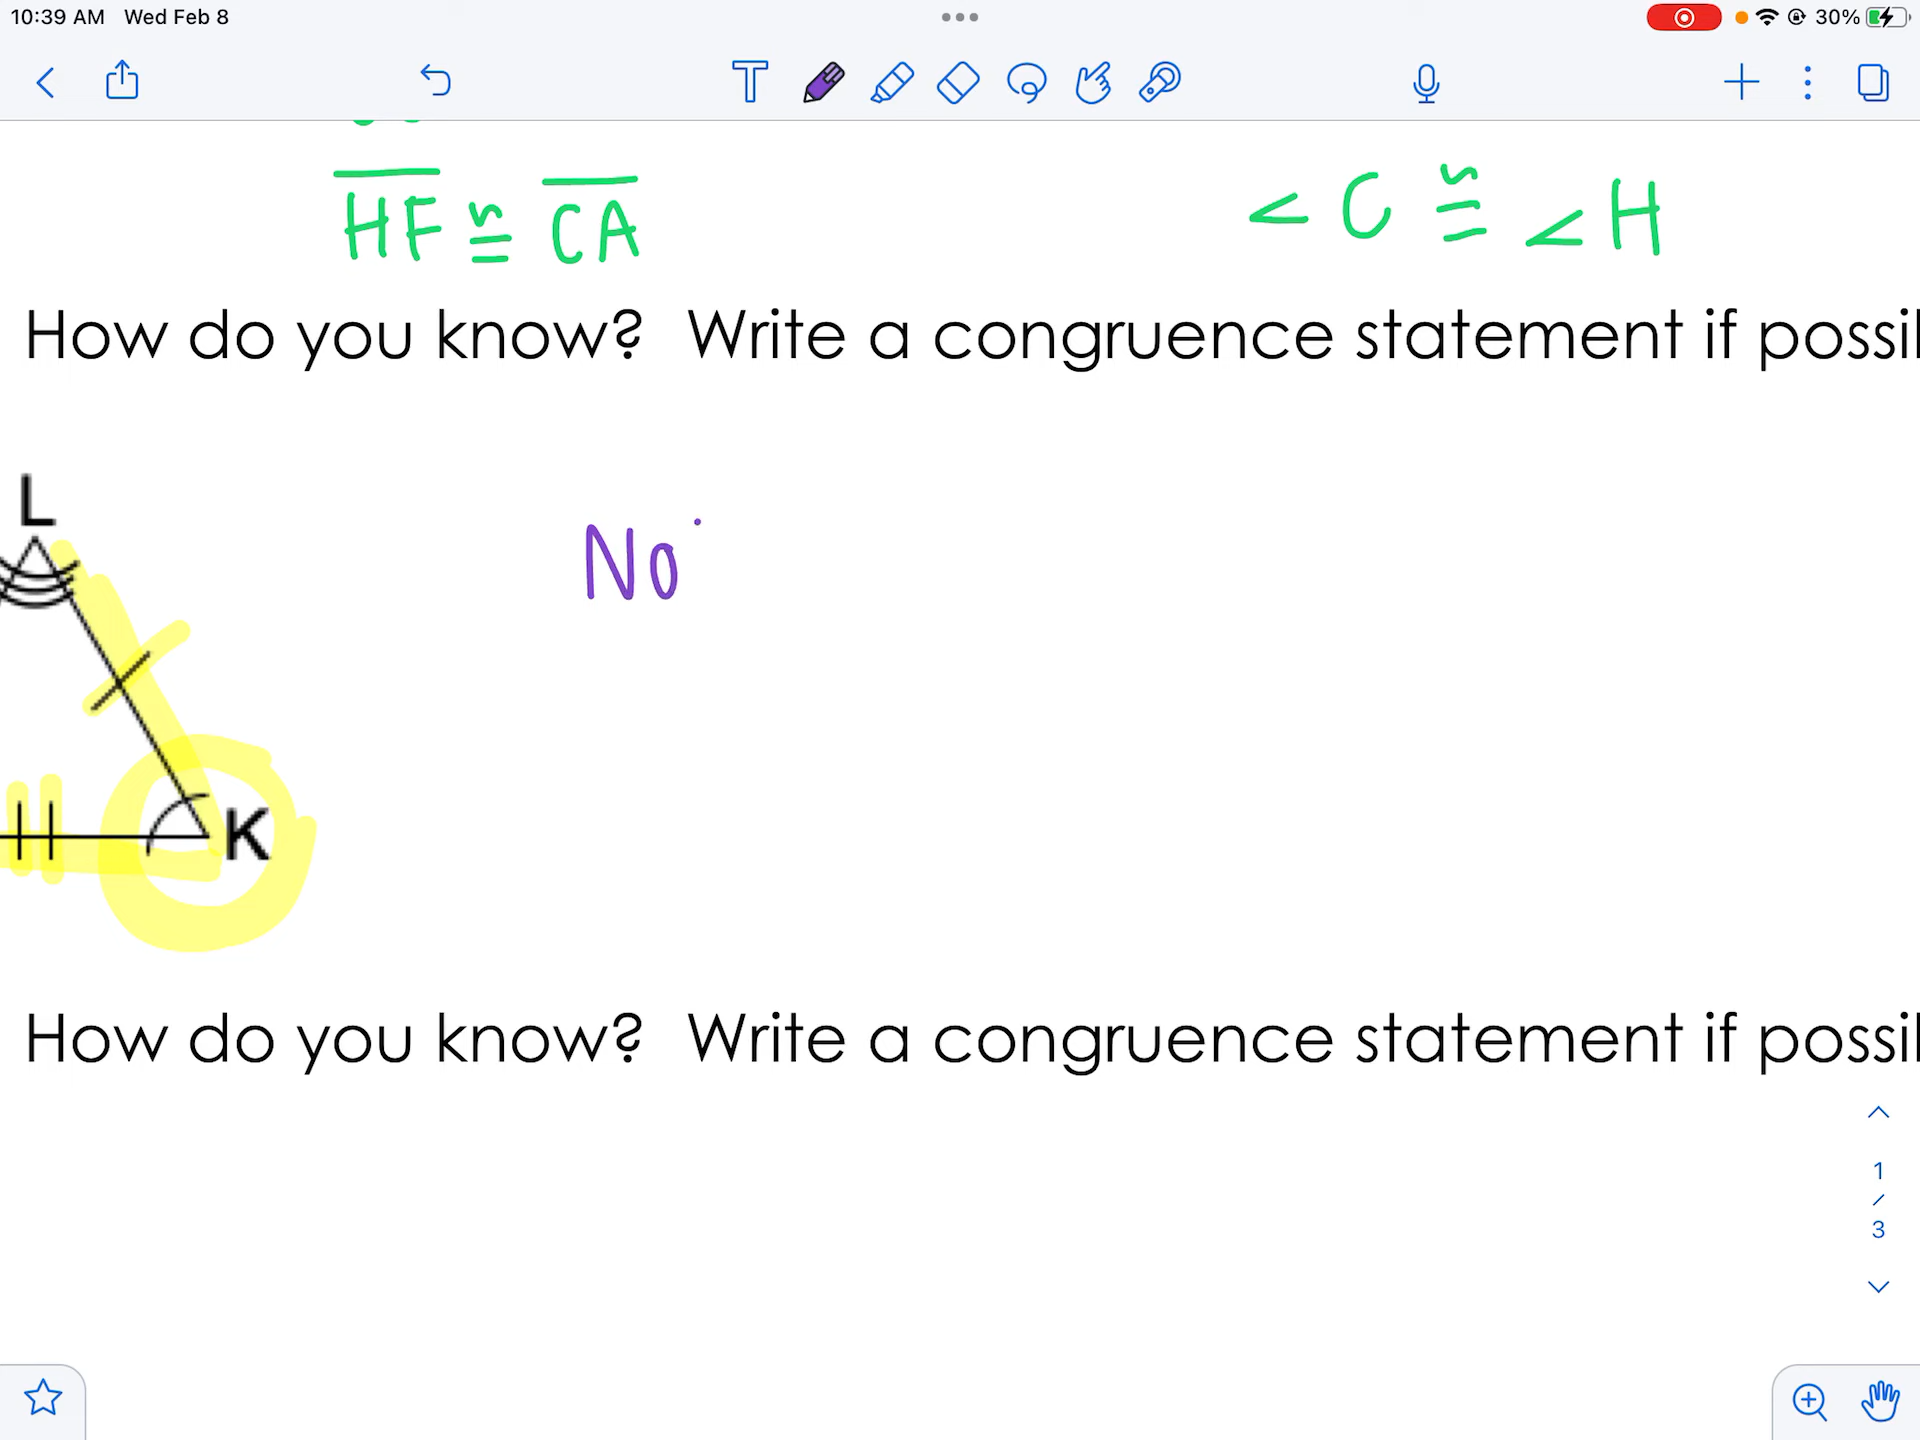 10:39 AM Wed Feb 8
30%
T
HF ≅ CA
<C ≅ <H
How do you know? Write a congruence statement if possil
L
No
K
How do you know? Write a congruence statement if possil
1
/
3